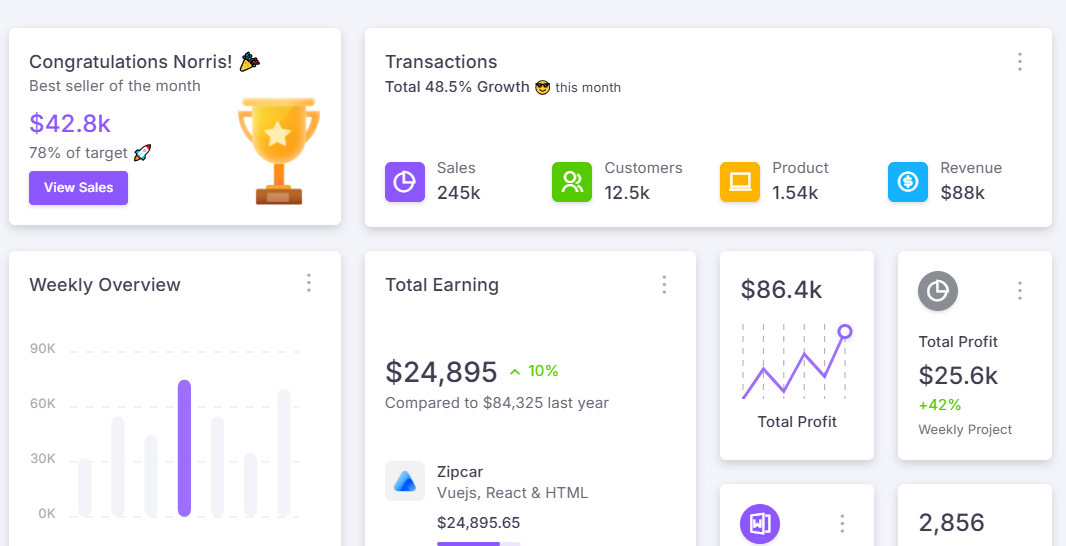 Congratulations Norris! 🎉
Best seller of the month
$42.8k
78% of target 🚀
View Sales
Transactions
Total 48.5% Growth 😎 this month
Sales
245k
Customers
12.5k
Product
1.54k
Revenue
$88k
Weekly Overview
90K
60K
30K
0K
Total Earning
$24,895 10%
Compared to $84,325 last year
Zipcar
Vuejs, React & HTML
$24,895.65
$86.4k
Total Profit
Total Profit
$25.6k
+42%
Weekly Project
2,856